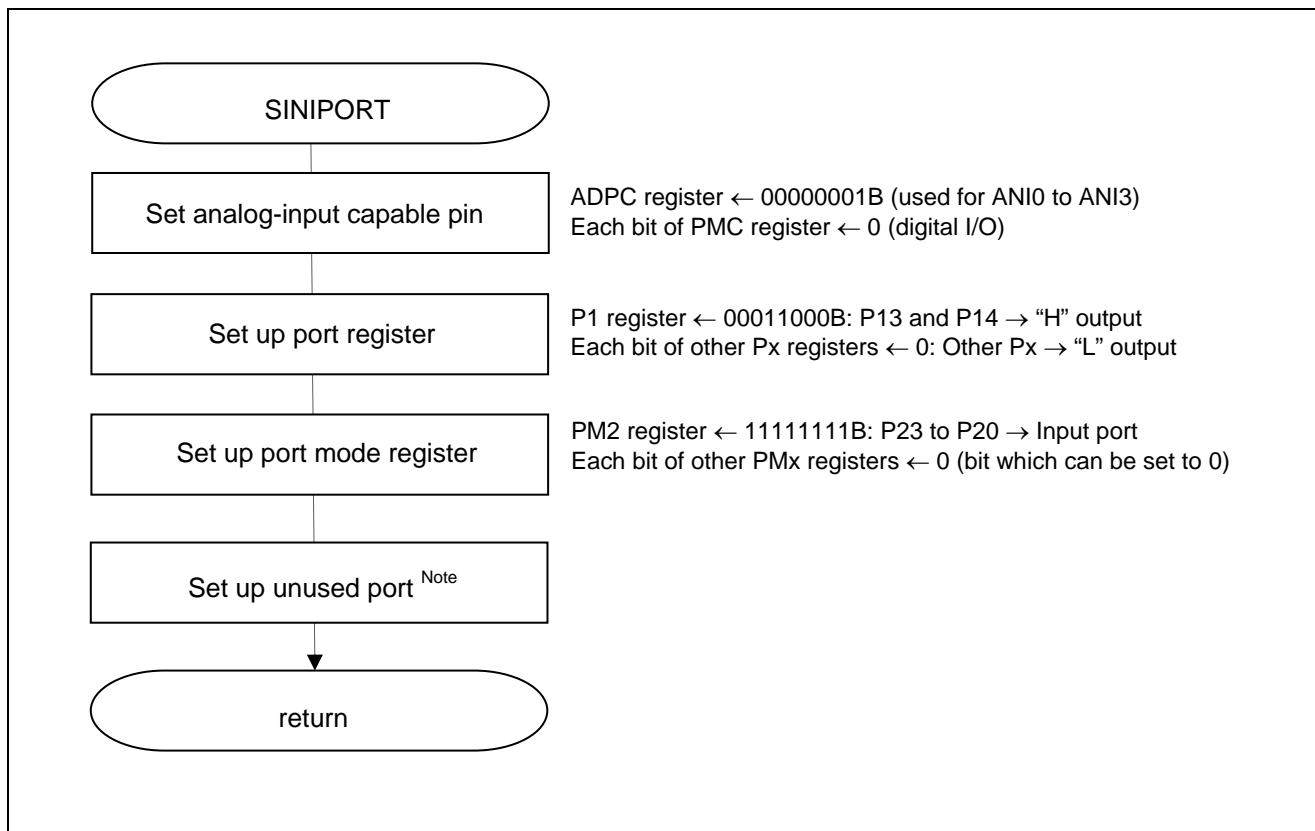 SINIPORT
Set analog-input capable pin
ADPC register ← 00000001B (used for ANI0 to ANI3)
Each bit of PMC register ← 0 (digital I/O)
Set up port register
P1 register ← 00011000B: P13 and P14 → “H” output
Each bit of other Px registers ← 0: Other Px → “L” output
Set up port mode register
PM2 register ← 11111111B: P23 to P20 → Input port
Each bit of other PMx registers ← 0 (bit which can be set to 0)
Set up unused port Note
return